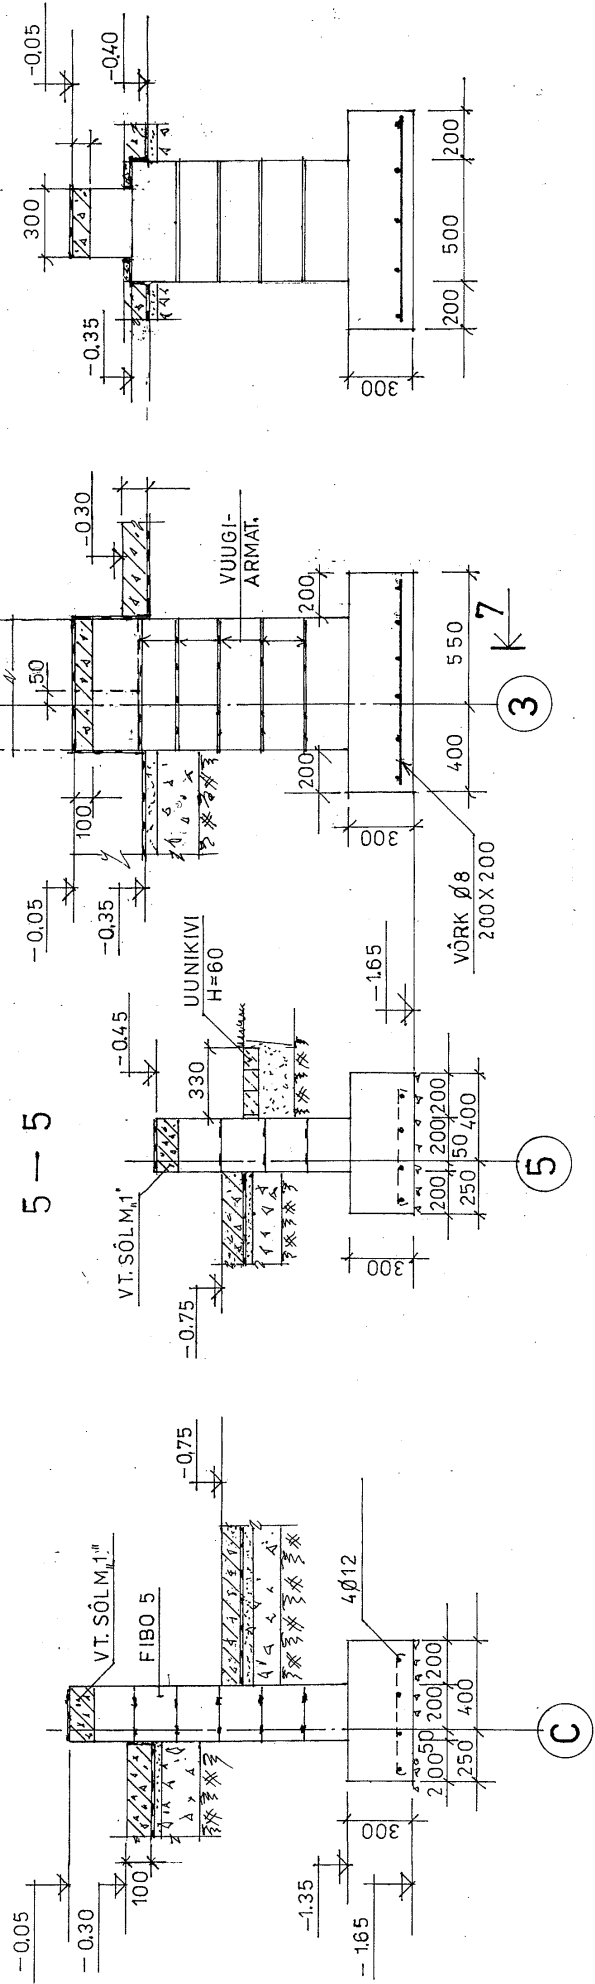 5 — 5
-0.05
-0.30
100
-1.35
-1.65
VT. SÕLM „1"
FIBO 5
-0,75
4Ø12
300
200 50 200 200
250 400
C
VT. SÕLM „1"
-0.45
-0.75
330
UUNIKIVI
H=60
300
200 200 200
250 50 400
5
-1.65
-0.05
-0.35
100
50
-0.30
VUUGI-
ARMAT.
200
200
300
400 550
VÕRK Ø8
200X200
3
7
-0.05
-0.40
300
-0.35
300
200 500 200